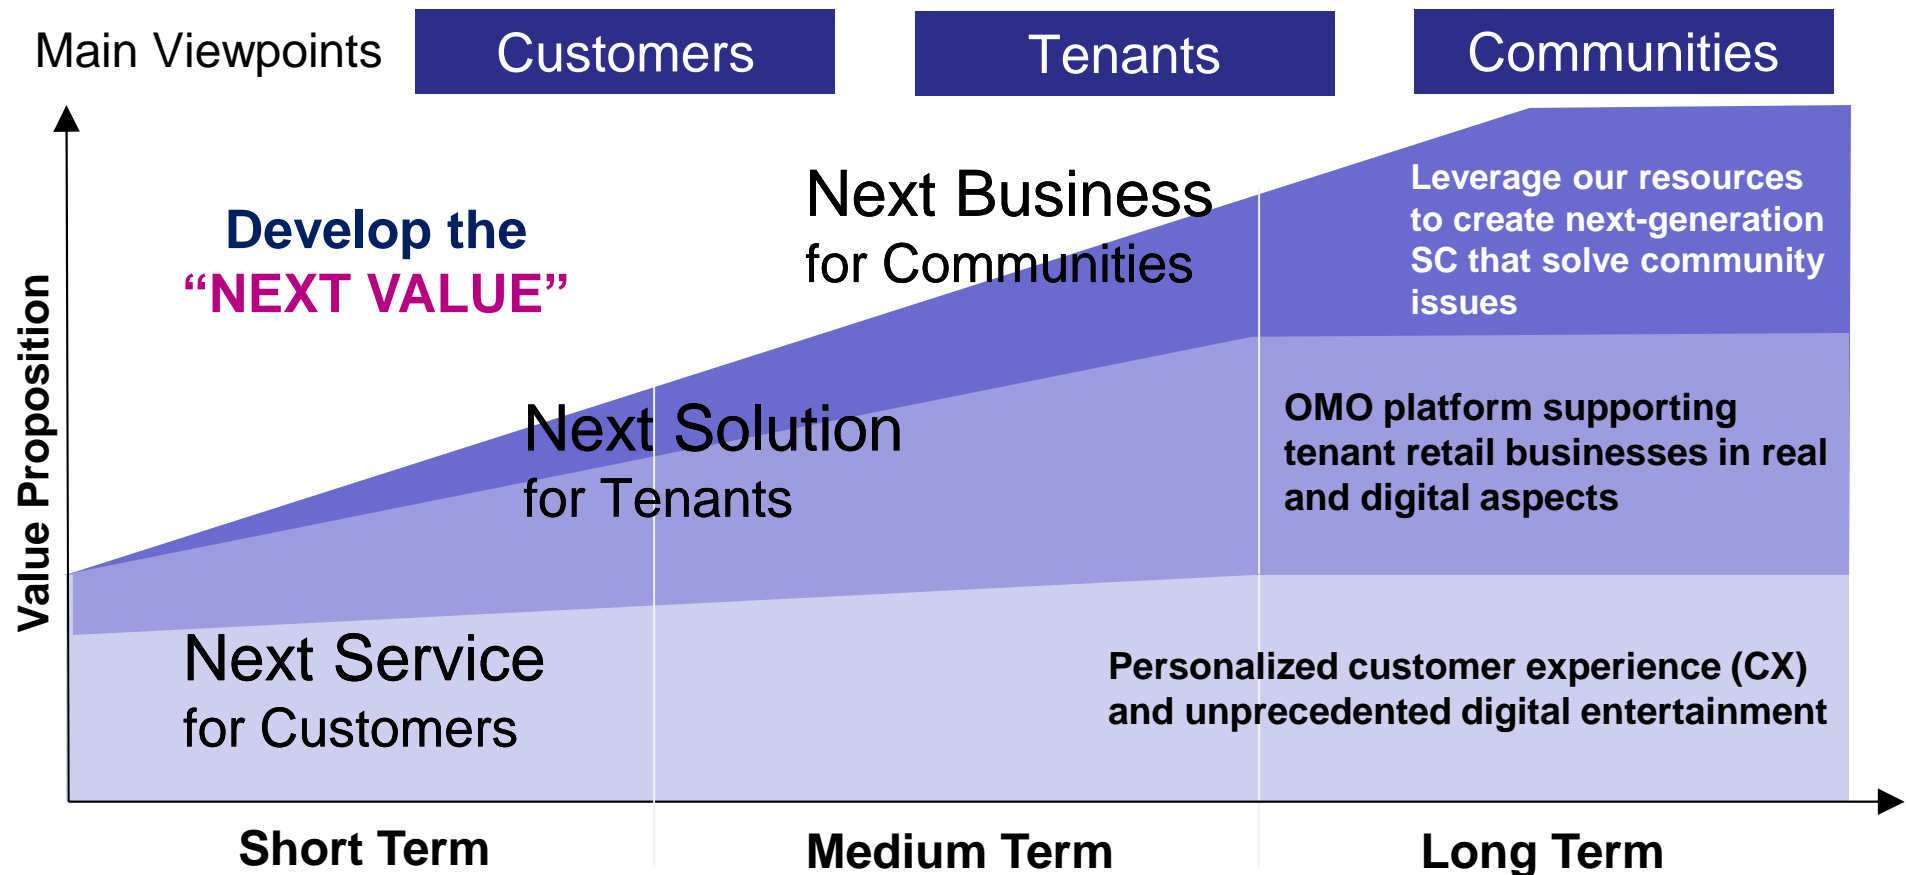 Main Viewpoints
Customers
Tenants
Communities
Value Proposition
Develop the
“NEXT VALUE”
Next Business
for Communities
Leverage our resources
to create next-generation
SC that solve community
issues
Next Solution
for Tenants
OMO platform supporting
tenant retail businesses in real
and digital aspects
Next Service
for Customers
Personalized customer experience (CX)
and unprecedented digital entertainment
Short Term
Medium Term
Long Term